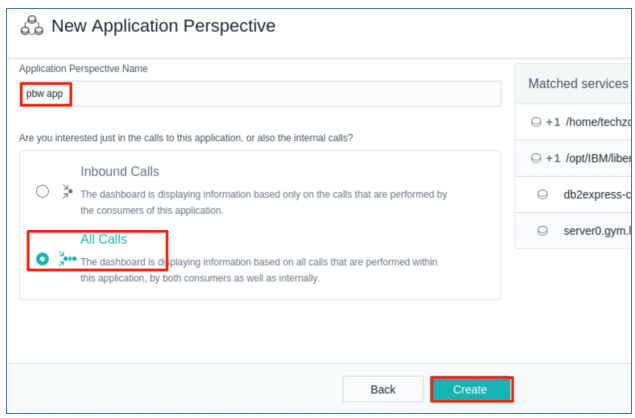 New Application Perspective
Application Perspective Name
pbw app
Are you interested just in the calls to this application, or also the internal calls?
Inbound Calls
The dashboard is displaying information based only on the calls that are performed by
the consumers of this application.
All Calls
The dashboard is displaying information based on all calls that are performed within
this application, by both consumers as well as internally.
Matched services
+1 /home/techzo
+1 /opt/IBM/liber
db2express-c
server0.gym.l
Back
Create